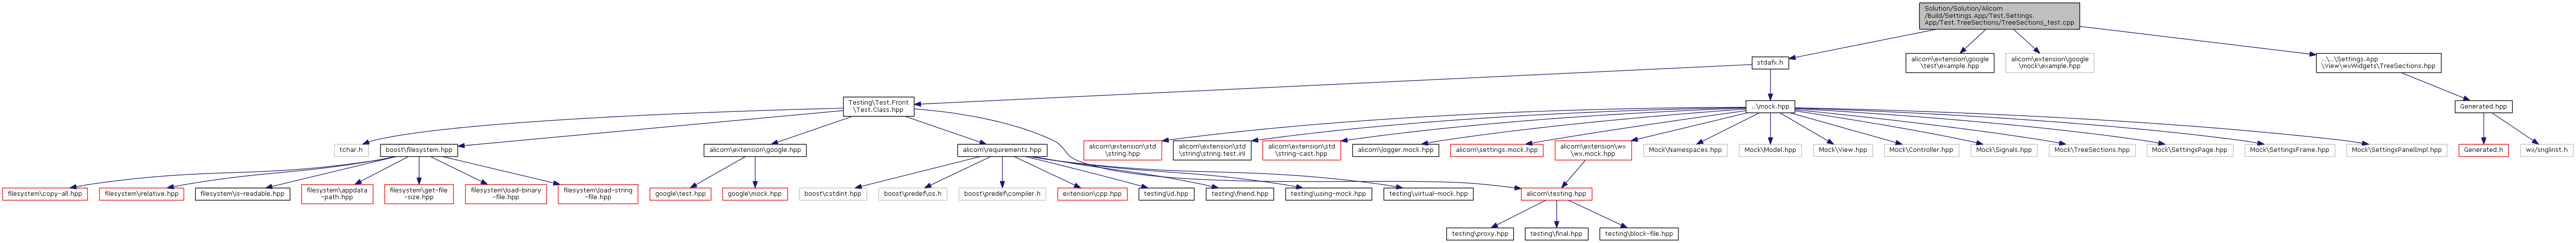 Solution/Solution/Alicorn
/Build/Settings.App/Test.Settings.
App/Test.TreeSections/TreeSections_test.cpp
stdafx.h
alicorn\extension\google
\test\example.hpp
alicorn\extension\google
\mock\example.hpp
..\..\Settings.App
\View\wxWidgets\TreeSections.hpp
Testing\Test.Front
\Test.Class.hpp
..\mock.hpp
Generated.hpp
tchar.h
boost\filesystem.hpp
alicorn\extension\google.hpp
alicorn\requirements.hpp
alicorn\extension\std
\string.hpp
alicorn\extension\std
\string\string.test.inl
alicorn\extension\std
\string-cast.hpp
alicorn\logger.mock.hpp
alicorn\settings.mock.hpp
alicorn\extension\wx
\wx.mock.hpp
Mock\Namespaces.hpp
Mock\Model.hpp
Mock\View.hpp
Mock\Controller.hpp
Mock\Signals.hpp
Mock\TreeSections.hpp
Mock\SettingsPage.hpp
Mock\SettingsFrame.hpp
Mock\SettingsPanelImpl.hpp
Generated.h
wx/snglinst.h
filesystem\copy-all.hpp
filesystem\relative.hpp
filesystem\is-readable.hpp
filesystem\appdata
-path.hpp
filesystem\get-file
-size.hpp
filesystem\load-binary
-file.hpp
filesystem\load-string
-file.hpp
google\test.hpp
google\mock.hpp
boost\cstdint.hpp
boost\predef\os.h
boost\predef\compiler.h
extension\cpp.hpp
testing\id.hpp
testing\friend.hpp
testing\using-mock.hpp
testing\virtual-mock.hpp
alicorn\testing.hpp
testing\proxy.hpp
testing\final.hpp
testing\block-file.hpp